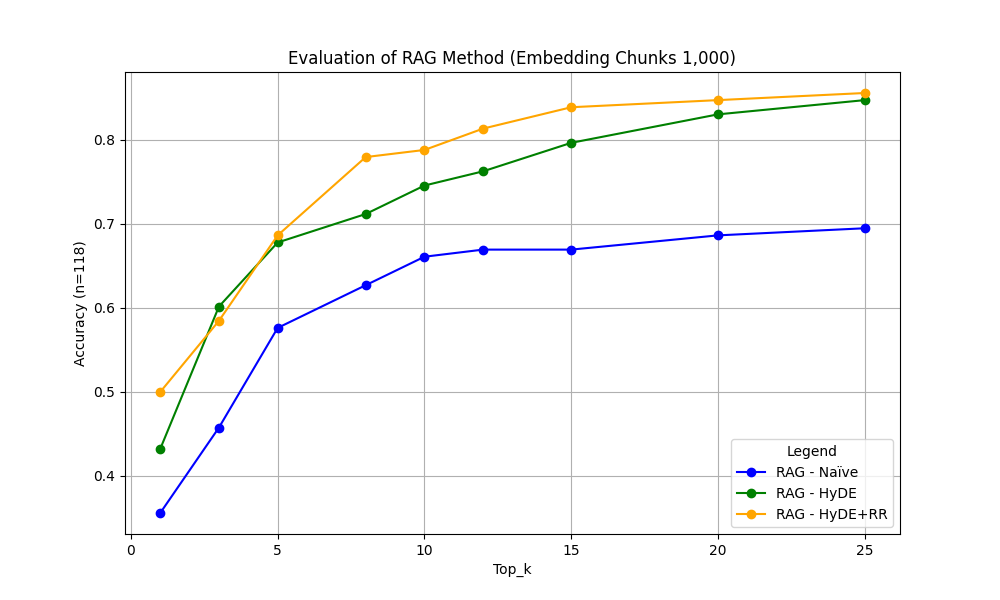 Evaluation of RAG Method (Embedding Chunks 1,000)
Accuracy (n=118)
0.8
0.7
0.6
0.5
0.4
0
5
10
15
20
25
Top_k
Legend
RAG - Naïve
RAG - HyDE
RAG - HyDE+RR